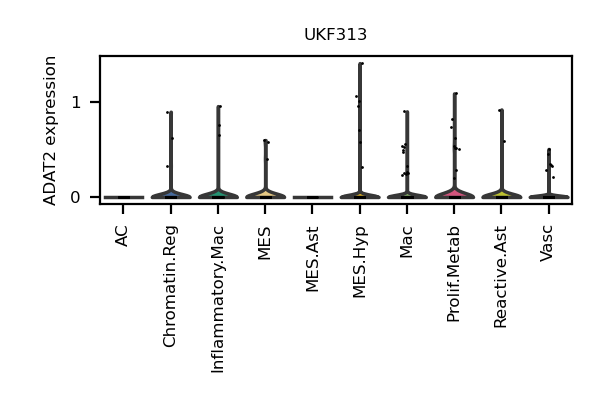 UKF313
ADAT2 expression
1
0
AC
Chromatin.Reg
Inflammatory.Mac
MES
MES.Ast
MES.Hyp
Mac
Prolif.Metab
Reactive.Ast
Vasc